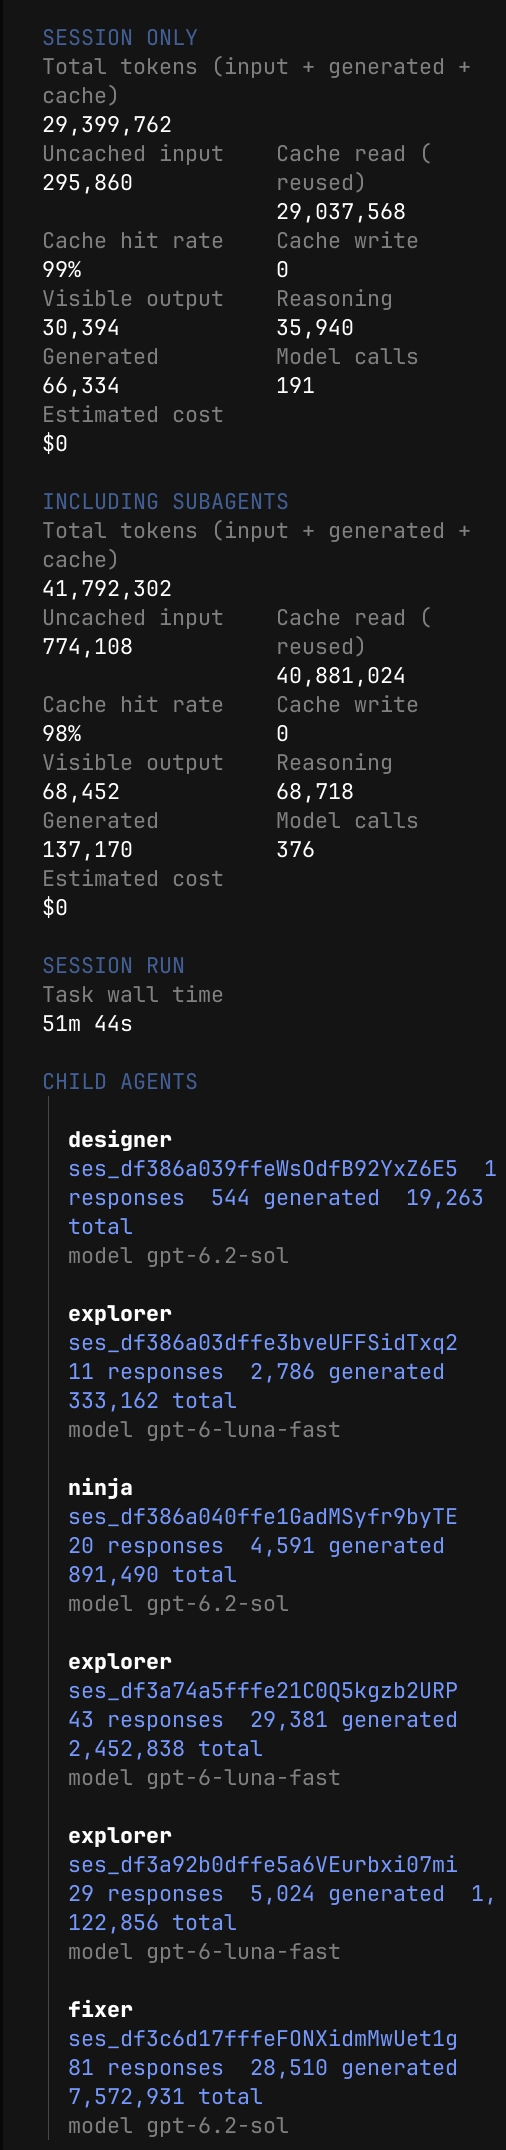 SESSION ONLY
Total tokens (input + generated +
cache)
29,399,762
Uncached input Cache read (
295,860 reused)
29,037,568
Cache hit rate Cache write
99% 0
Visible output Reasoning
30,394 35,940
Generated Model calls
66,334 191
Estimated cost
$0
INCLUDING SUBAGENTS
Total tokens (input + generated +
cache)
41,792,302
Uncached input Cache read (
774,108 reused)
40,881,024
Cache hit rate Cache write
98% 0
Visible output Reasoning
68,452 68,718
Generated Model calls
137,170 376
Estimated cost
$0
SESSION RUN
Task wall time
51m 44s
CHILD AGENTS
designer
ses_df386a039ffeWsOdfB92YxZ6E5 1
responses 544 generated 19,263
total
model gpt-6.2-sol
explorer
ses_df386a03dffe3bveUFFSidTxq2
11 responses 2,786 generated
333,162 total
model gpt-6-luna-fast
ninja
ses_df386a040ffe1GadMSyfr9byTE
20 responses 4,591 generated
891,490 total
model gpt-6.2-sol
explorer
ses_df3a74a5fffe21C0Q5kgzb2URP
43 responses 29,381 generated
2,452,838 total
model gpt-6-luna-fast
explorer
ses_df3a92b0dffe5a6VEurbxi07mi
29 responses 5,024 generated 1,
122,856 total
model gpt-6-luna-fast
fixer
ses_df3c6d17fffeFONXidmMwUet1g
81 responses 28,510 generated
7,572,931 total
model gpt-6.2-sol